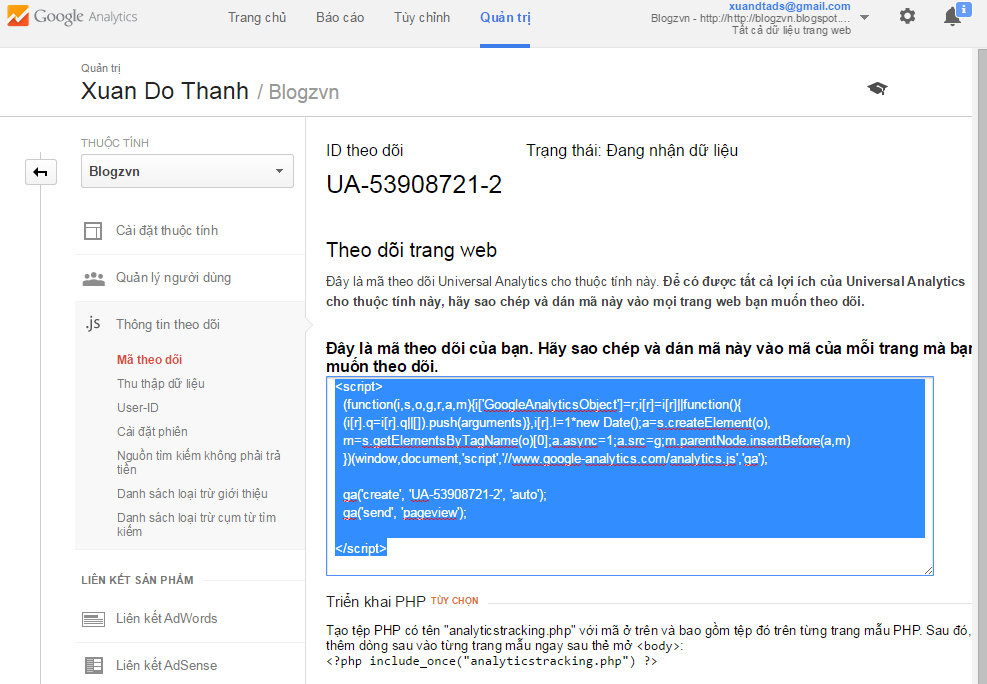 Google Analytics
Trang chủ Báo cáo Tùy chỉnh Quản trị
xuandtads@gmail.com
Blogzvn - http://http://blogzvn.blogspot....
Tất cả dữ liệu trang web
i
Quản trị
Xuan Do Thanh / Blogzvn
THUỘC TÍNH
Blogzvn
Cài đặt thuộc tính
Quản lý người dùng
.js Thông tin theo dõi
Mã theo dõi
Thu thập dữ liệu
User-ID
Cài đặt phiên
Nguồn tìm kiếm không phải trả
tiền
Danh sách loại trừ giới thiệu
Danh sách loại trừ cụm từ tìm
kiếm
LIÊN KẾT SẢN PHẨM
Liên kết AdWords
Liên kết AdSense
ID theo dõi Trạng thái: Đang nhận dữ liệu
UA-53908721-2
Theo dõi trang web
Đây là mã theo dõi Universal Analytics cho thuộc tính này. Để có được tất cả lợi ích của Universal Analytics
cho thuộc tính này, hãy sao chép và dán mã này vào mọi trang web bạn muốn theo dõi.
Đây là mã theo dõi của bạn. Hãy sao chép và dán mã này vào mã của mỗi trang mà bạn
muốn theo dõi.
<script>
(function(i,s,o,g,r,a,m){i['GoogleAnalyticsObject']=r;i[r]=i[r]||function(){
(i[r].q=i[r].q||[]).push(arguments)},i[r].l=1*new Date();a=s.createElement(o),
m=s.getElementsByTagName(o)[0];a.async=1;a.src=g;m.parentNode.insertBefore(a,m)
})(window,document,'script','//www.google-analytics.com/analytics.js','ga');
ga('create', 'UA-53908721-2', 'auto');
ga('send', 'pageview');
</script>
Triển khai PHP TÙY CHỌN
Tạo tệp PHP có tên "analyticstracking.php" với mã ở trên và bao gồm tệp đó trên từng trang mẫu PHP. Sau đó,
thêm dòng sau vào từng trang mẫu ngay sau thẻ mở <body>:
<?php include_once("analyticstracking.php") ?>